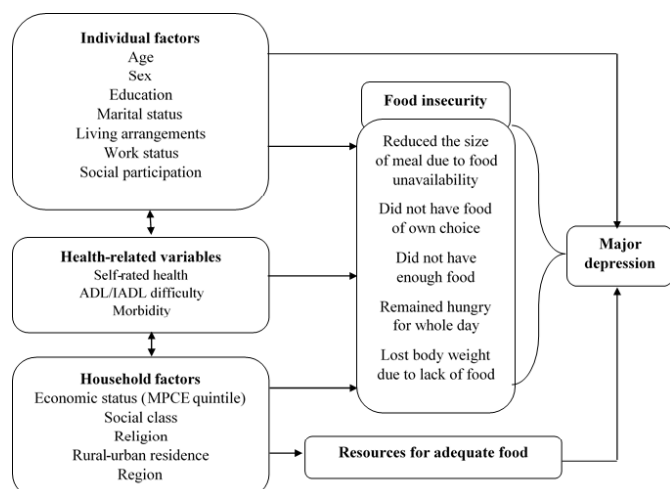 Individual factors
Age
Sex
Education
Marital status
Living arrangements
Work status
Social participation
Health-related variables
Self-rated health
ADL/IADL difficulty
Morbidity
Household factors
Economic status (MPCE quintile)
Social class
Religion
Rural-urban residence
Region
Food insecurity
Reduced the size
of meal due to food
unavailability
Did not have food
of own choice
Did not have
enough food
Remained hungry
for whole day
Lost body weight
due to lack of food
Resources for adequate food
Major
depression